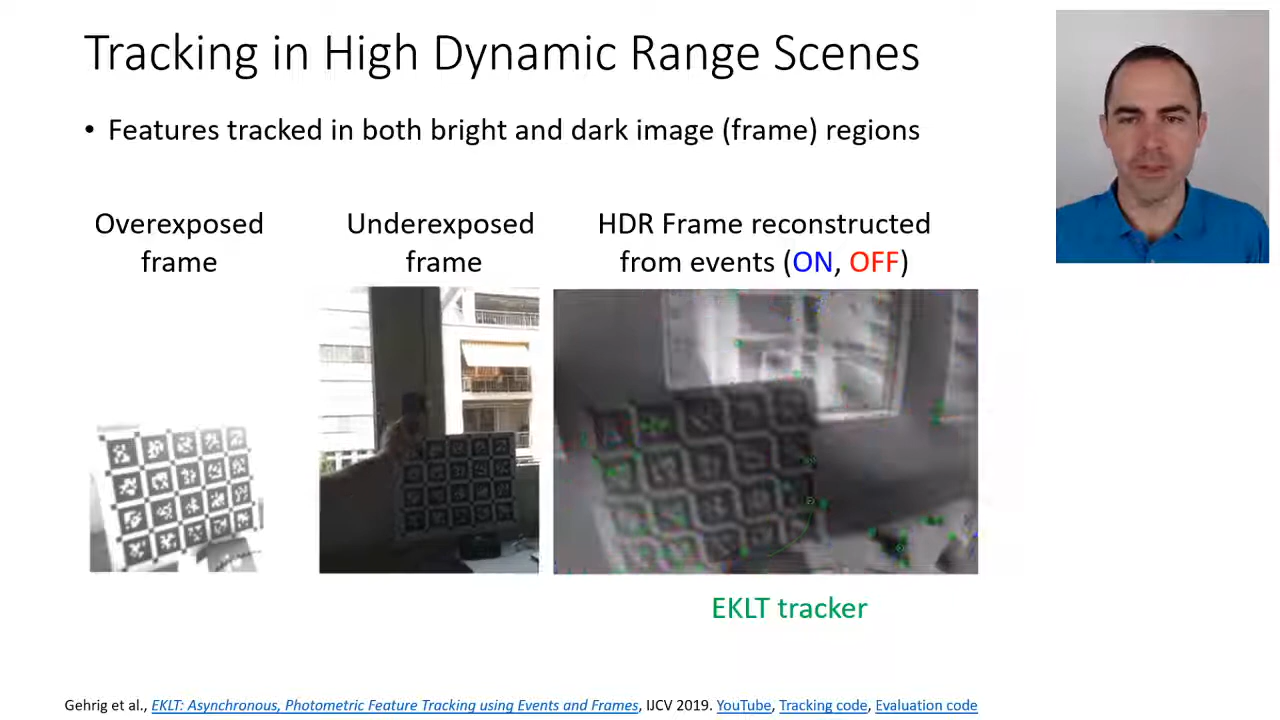 Tracking in High Dynamic Range Scenes
• Features tracked in both bright and dark image (frame) regions
Overexposed
frame
Underexposed
frame
HDR Frame reconstructed
from events (ON, OFF)
EKLT tracker
Gehrig et al., EKLT: Asynchronous, Photometric Feature Tracking using Events and Frames, IJCV 2019. YouTube, Tracking code, Evaluation code